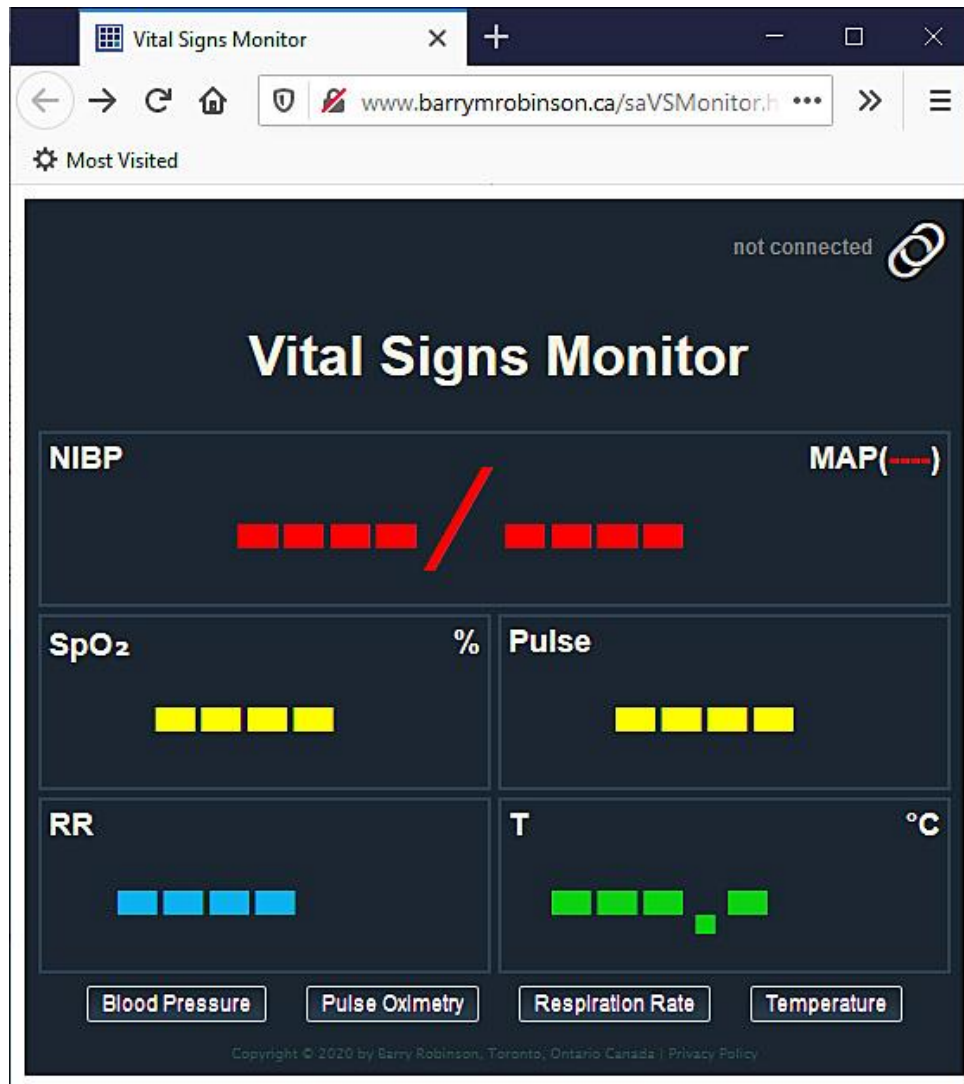 Vital Signs Monitor
www.barrymrobinson.ca/saVSMonitor.h
Most Visited
not connected
Vital Signs Monitor
NIBP MAP(----)
----/----
SpO₂ % Pulse
---- ----
RR T °C
---- ---.-
Blood Pressure Pulse Oximetry Respiration Rate Temperature
Copyright © 2020 by Barry Robinson, Toronto, Ontario Canada | Privacy Policy